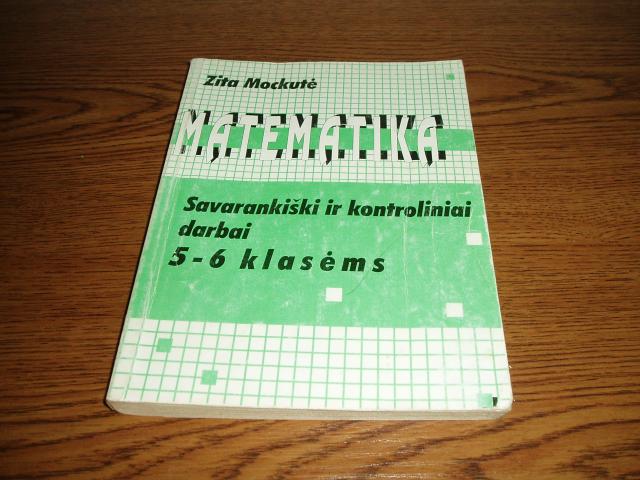 Zita Mockutė
MATEMATIKA
Savarankiški ir kontroliniai
darbai
5-6 klasėms